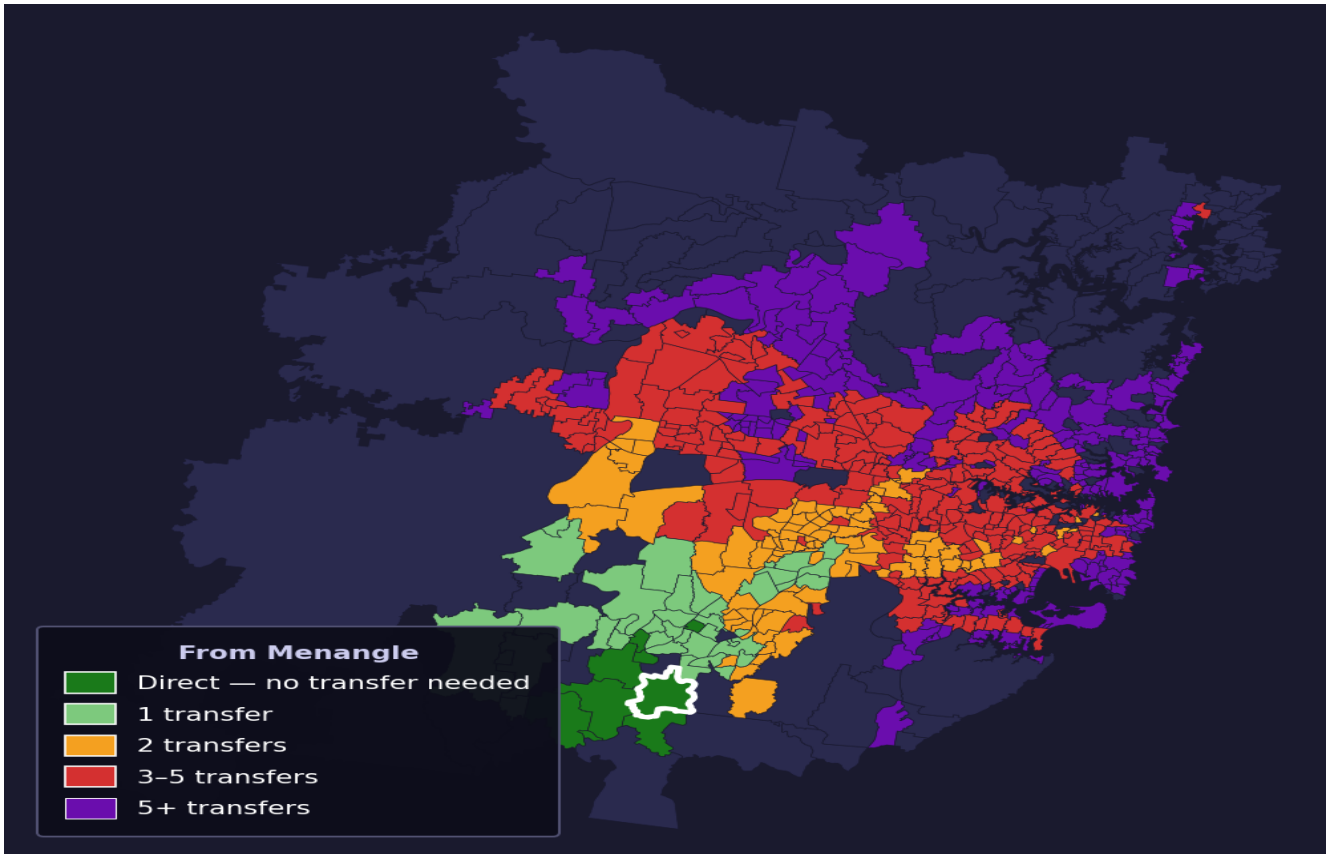 From Menangle
Direct — no transfer needed
1 transfer
2 transfers
3–5 transfers
5+ transfers